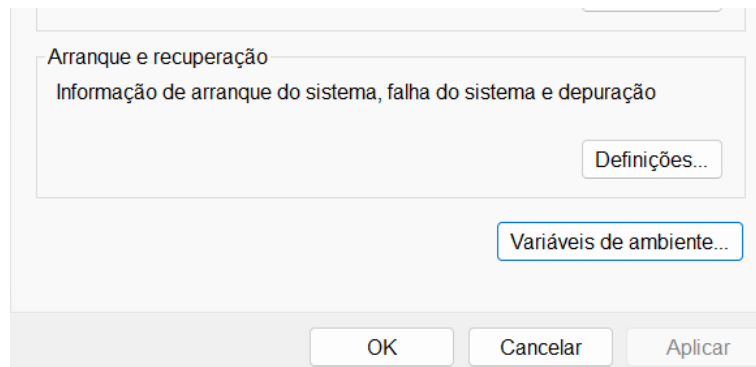 Arranque e recuperação
Informação de arranque do sistema, falha do sistema e depuração
Definições...
Variáveis de ambiente...
OK
Cancelar
Aplicar